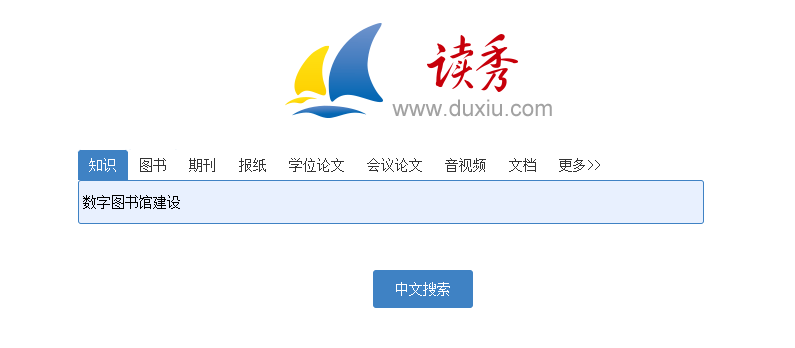 读秀
www.duxiu.com
知识 图书 期刊 报纸 学位论文 会议论文 音视频 文档 更多>>
数字图书馆建设
中文搜索